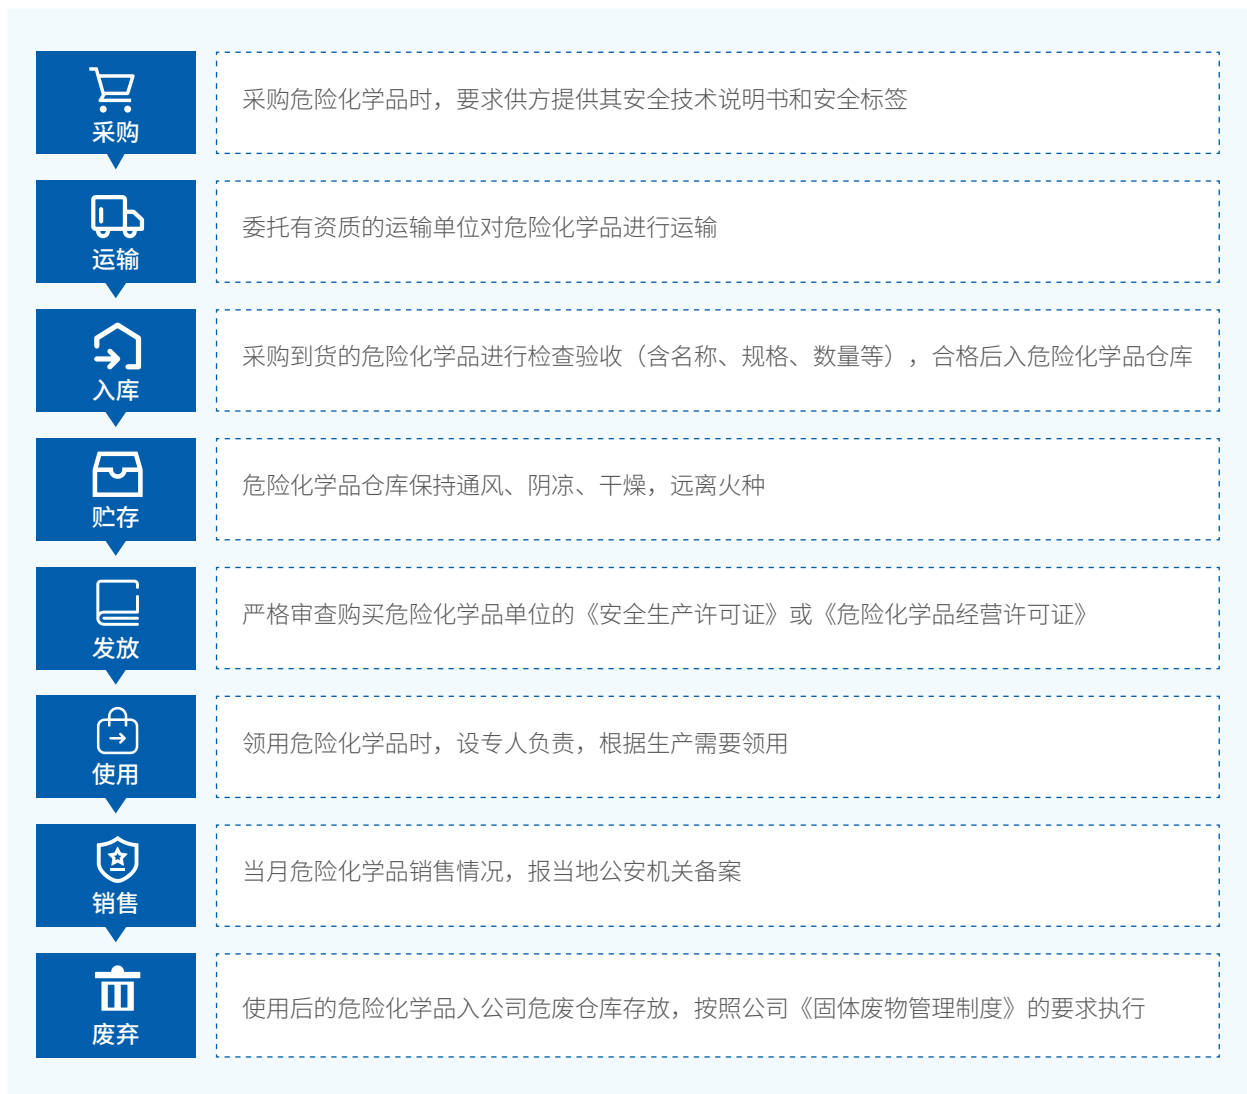 采购
采购危险化学品时，要求供方提供其安全技术说明书和安全标签
运输
委托有资质的运输单位对危险化学品进行运输
入库
采购到货的危险化学品进行检查验收（含名称、规格、数量等），合格后入危险化学品仓库
贮存
危险化学品仓库保持通风、阴凉、干燥，远离火种
发放
严格审查购买危险化学品单位的《安全生产许可证》或《危险化学品经营许可证》
使用
领用危险化学品时，设专人负责，根据生产需要领用
销售
当月危险化学品销售情况，报当地公安机关备案
废弃
使用后的危险化学品入公司危废仓库存放，按照公司《固体废物管理制度》的要求执行